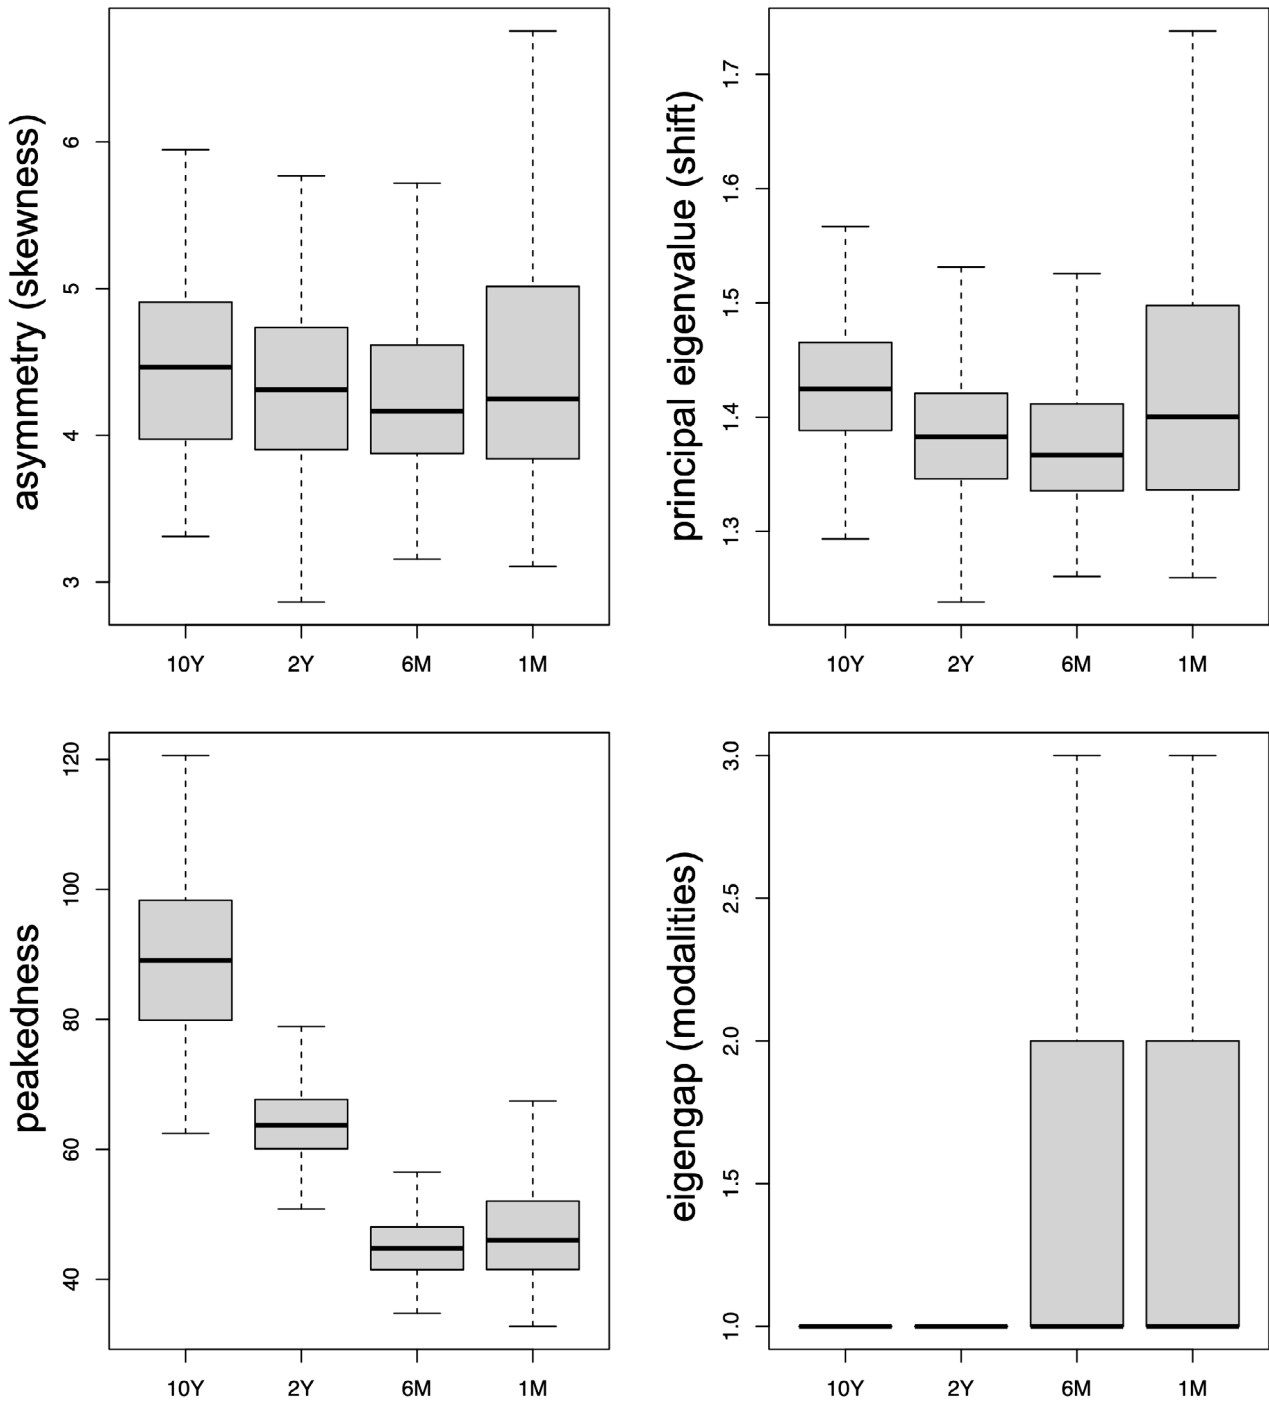 asymmetry (skewness)
6
5
4
3
10Y 2Y 6M 1M
principal eigenvalue (shift)
1.7
1.6
1.5
1.4
1.3
10Y 2Y 6M 1M
peakedness
120
100
80
60
40
10Y 2Y 6M 1M
eigengap (modalities)
3.0
2.5
2.0
1.5
1.0
10Y 2Y 6M 1M